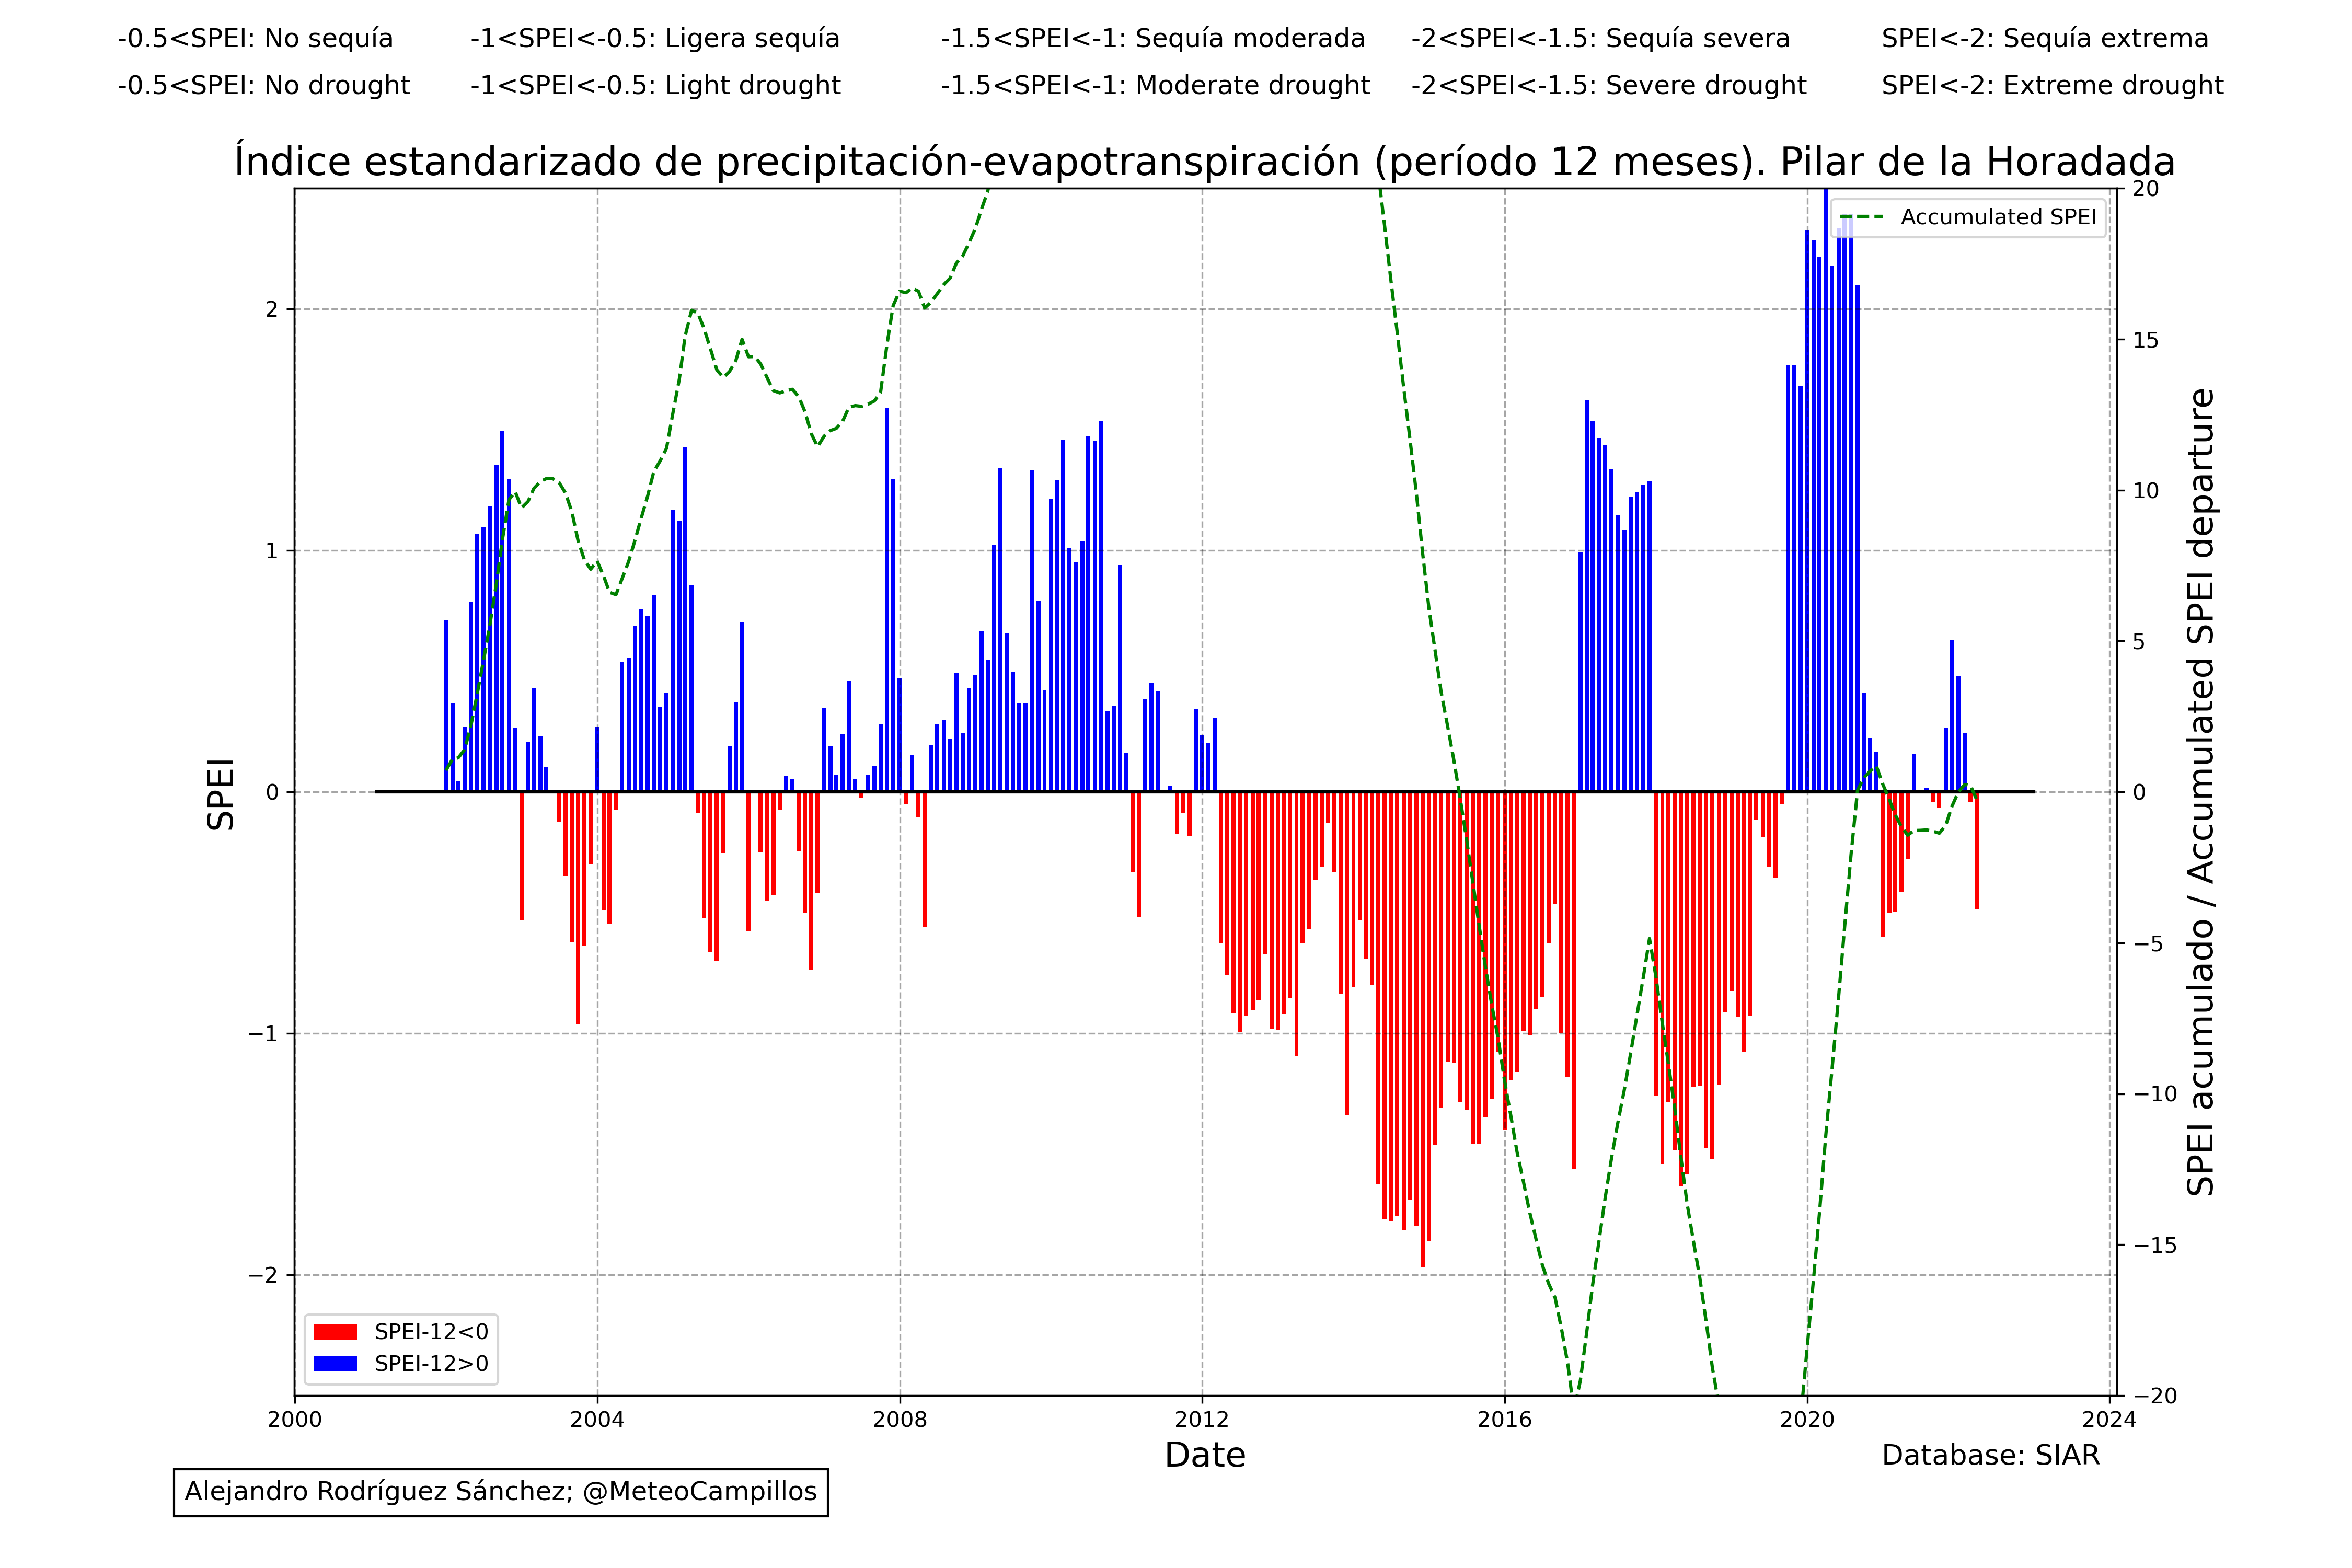 -0.5<SPEI: No sequía -1<SPEI<-0.5: Ligera sequía -1.5<SPEI<-1: Sequía moderada -2<SPEI<-1.5: Sequía severa SPEI<-2: Sequía extrema
-0.5<SPEI: No drought -1<SPEI<-0.5: Light drought -1.5<SPEI<-1: Moderate drought -2<SPEI<-1.5: Severe drought SPEI<-2: Extreme drought
Índice estandarizado de precipitación-evapotranspiración (período 12 meses). Pilar de la Horadada
Accumulated SPEI
SPEI
2
1
0
−1
−2
20
15
10
5
0
−5
−10
−15
−20
SPEI acumulado / Accumulated SPEI departure
SPEI-12<0
SPEI-12>0
2000 2004 2008 2012 2016 2020 2024
Date
Database: SIAR
Alejandro Rodríguez Sánchez; @MeteoCampillos